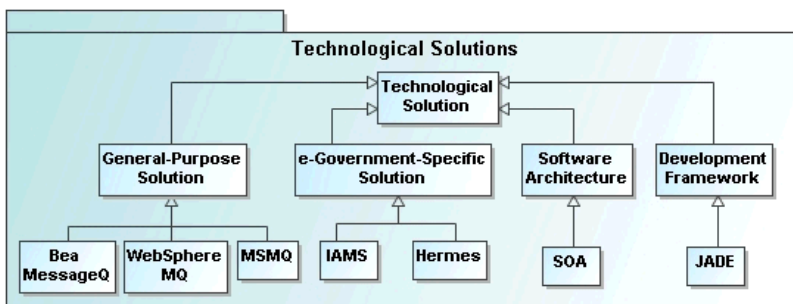 Technological Solutions
Technological
Solution
General-Purpose
Solution
e-Government-Specific
Solution
Software
Architecture
Development
Framework
Bea
MessageQ
WebSphere
MQ
MSMQ
IAMS
Hermes
SOA
JADE